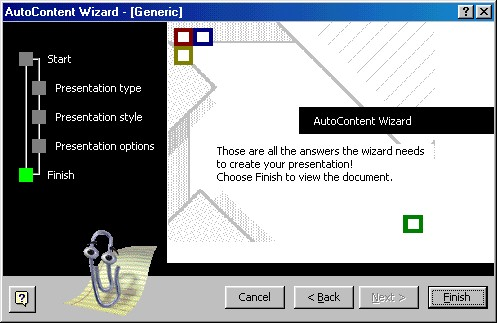 AutoContent Wizard - [Generic]
Start
Presentation type
Presentation style
Presentation options
Finish
AutoContent Wizard
Those are all the answers the wizard needs
to create your presentation!
Choose Finish to view the document.
Cancel
< Back
Next >
Finish